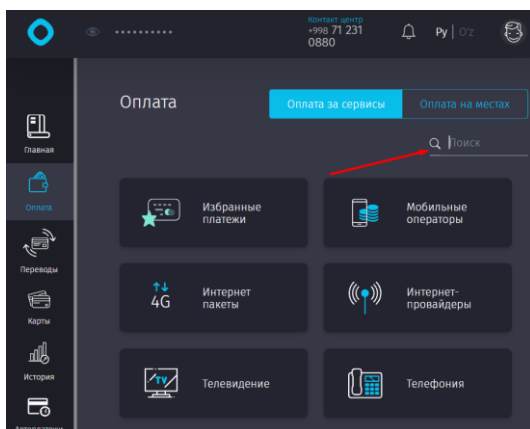 Контакт центр
+998 71 231
0880
Ру | O'z
Оплата
Оплата за сервисы
Оплата на местах
Поиск
Главная
Оплата
Переводы
Карты
История
Автоплатежи
Избранные
платежи
Мобильные
операторы
4G
Интернет
пакеты
Интернет-
провайдеры
TV
Телевидение
Телефония